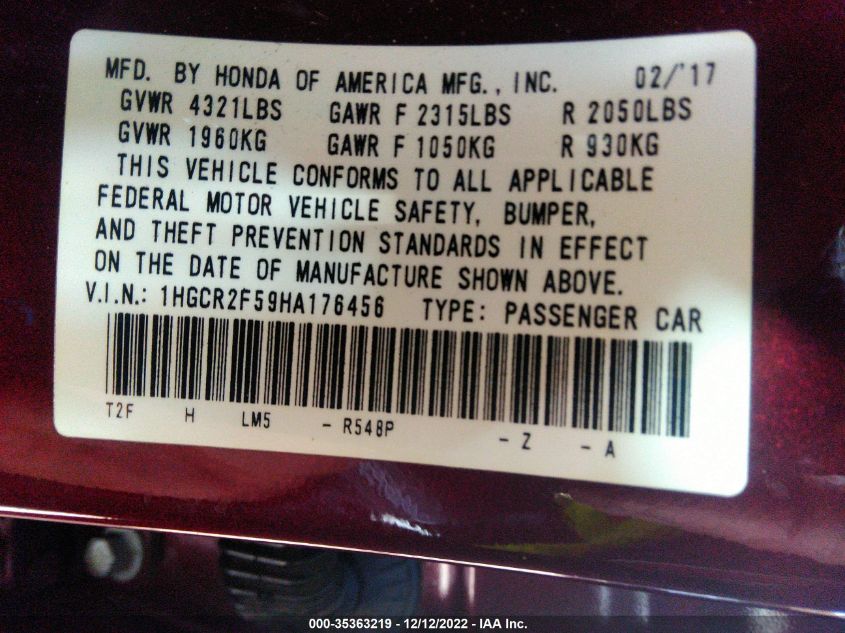 MFD. BY HONDA OF AMERICA MFG., INC. 02/'17
GVWR 4321LBS GAWR F 2315LBS R 2050LBS
GVWR 1960KG GAWR F 1050KG R 930KG
THIS VEHICLE CONFORMS TO ALL APPLICABLE
FEDERAL MOTOR VEHICLE SAFETY, BUMPER,
AND THEFT PREVENTION STANDARDS IN EFFECT
ON THE DATE OF MANUFACTURE SHOWN ABOVE.
V.I.N.: 1HGCR2F59HA176456 TYPE: PASSENGER CAR
T2F H LM5 - R548P - Z - A
000-35363219 - 12/12/2022 - IAA Inc.